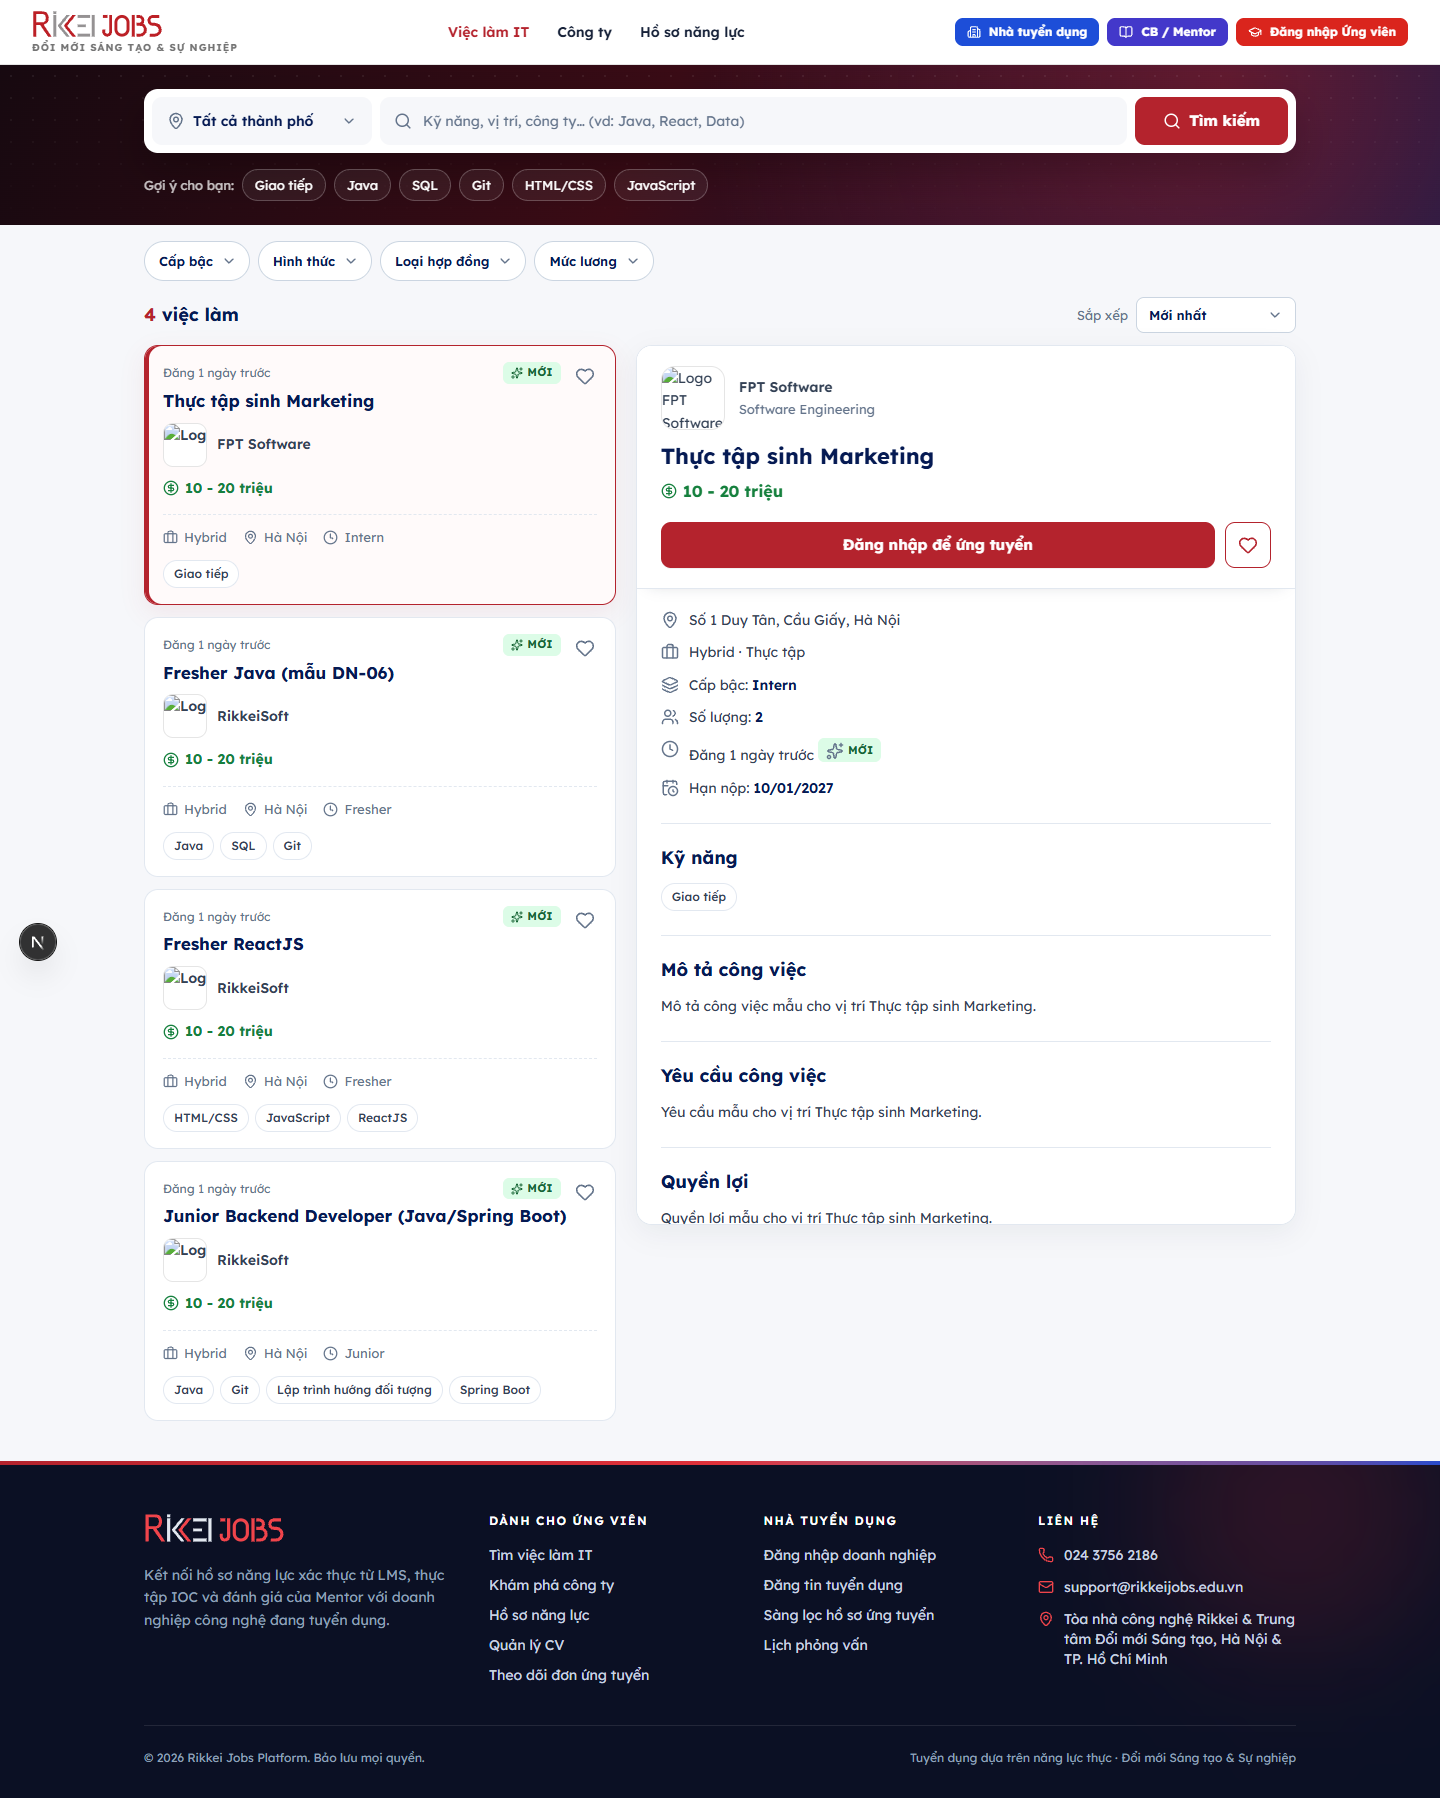 RIKKEI JOBS
ĐỔI MỚI SÁNG TẠO & SỰ NGHIỆP
Việc làm IT
Công ty
Hồ sơ năng lực
Nhà tuyển dụng
CB / Mentor
Đăng nhập Ứng viên
Tất cả thành phố
Kỹ năng, vị trí, công ty… (vd: Java, React, Data)
Tìm kiếm
Gợi ý cho bạn:
Giao tiếp
Java
SQL
Git
HTML/CSS
JavaScript
Cấp bậc
Hình thức
Loại hợp đồng
Mức lương
4 việc làm
Sắp xếp
Mới nhất
Đăng 1 ngày trước
MỚI
Thực tập sinh Marketing
Log
FPT Software
10 - 20 triệu
Hybrid
Hà Nội
Intern
Giao tiếp
Đăng 1 ngày trước
MỚI
Fresher Java (mẫu DN-06)
Log
RikkeiSoft
10 - 20 triệu
Hybrid
Hà Nội
Fresher
Java
SQL
Git
Đăng 1 ngày trước
MỚI
Fresher ReactJS
Log
RikkeiSoft
10 - 20 triệu
Hybrid
Hà Nội
Fresher
HTML/CSS
JavaScript
ReactJS
Đăng 1 ngày trước
MỚI
Junior Backend Developer (Java/Spring Boot)
Log
RikkeiSoft
10 - 20 triệu
Hybrid
Hà Nội
Junior
Java
Git
Lập trình hướng đối tượng
Spring Boot
Logo
FPT
Software
FPT Software
Software Engineering
Thực tập sinh Marketing
10 - 20 triệu
Đăng nhập để ứng tuyển
Số 1 Duy Tân, Cầu Giấy, Hà Nội
Hybrid · Thực tập
Cấp bậc: Intern
Số lượng: 2
Đăng 1 ngày trước MỚI
Hạn nộp: 10/01/2027
Kỹ năng
Giao tiếp
Mô tả công việc
Mô tả công việc mẫu cho vị trí Thực tập sinh Marketing.
Yêu cầu công việc
Yêu cầu mẫu cho vị trí Thực tập sinh Marketing.
Quyền lợi
Quyền lợi mẫu cho vị trí Thực tập sinh Marketing.
N
RIKKEI JOBS
Kết nối hồ sơ năng lực xác thực từ LMS, thực
tập IOC và đánh giá của Mentor với doanh
nghiệp công nghệ đang tuyển dụng.
DÀNH CHO ỨNG VIÊN
Tìm việc làm IT
Khám phá công ty
Hồ sơ năng lực
Quản lý CV
Theo dõi đơn ứng tuyển
NHÀ TUYỂN DỤNG
Đăng nhập doanh nghiệp
Đăng tin tuyển dụng
Sàng lọc hồ sơ ứng tuyển
Lịch phỏng vấn
LIÊN HỆ
024 3756 2186
support@rikkeijobs.edu.vn
Tòa nhà công nghệ Rikkei & Trung
tâm Đổi mới Sáng tạo, Hà Nội &
TP. Hồ Chí Minh
© 2026 Rikkei Jobs Platform. Bảo lưu mọi quyền.
Tuyển dụng dựa trên năng lực thực · Đổi mới Sáng tạo & Sự nghiệp